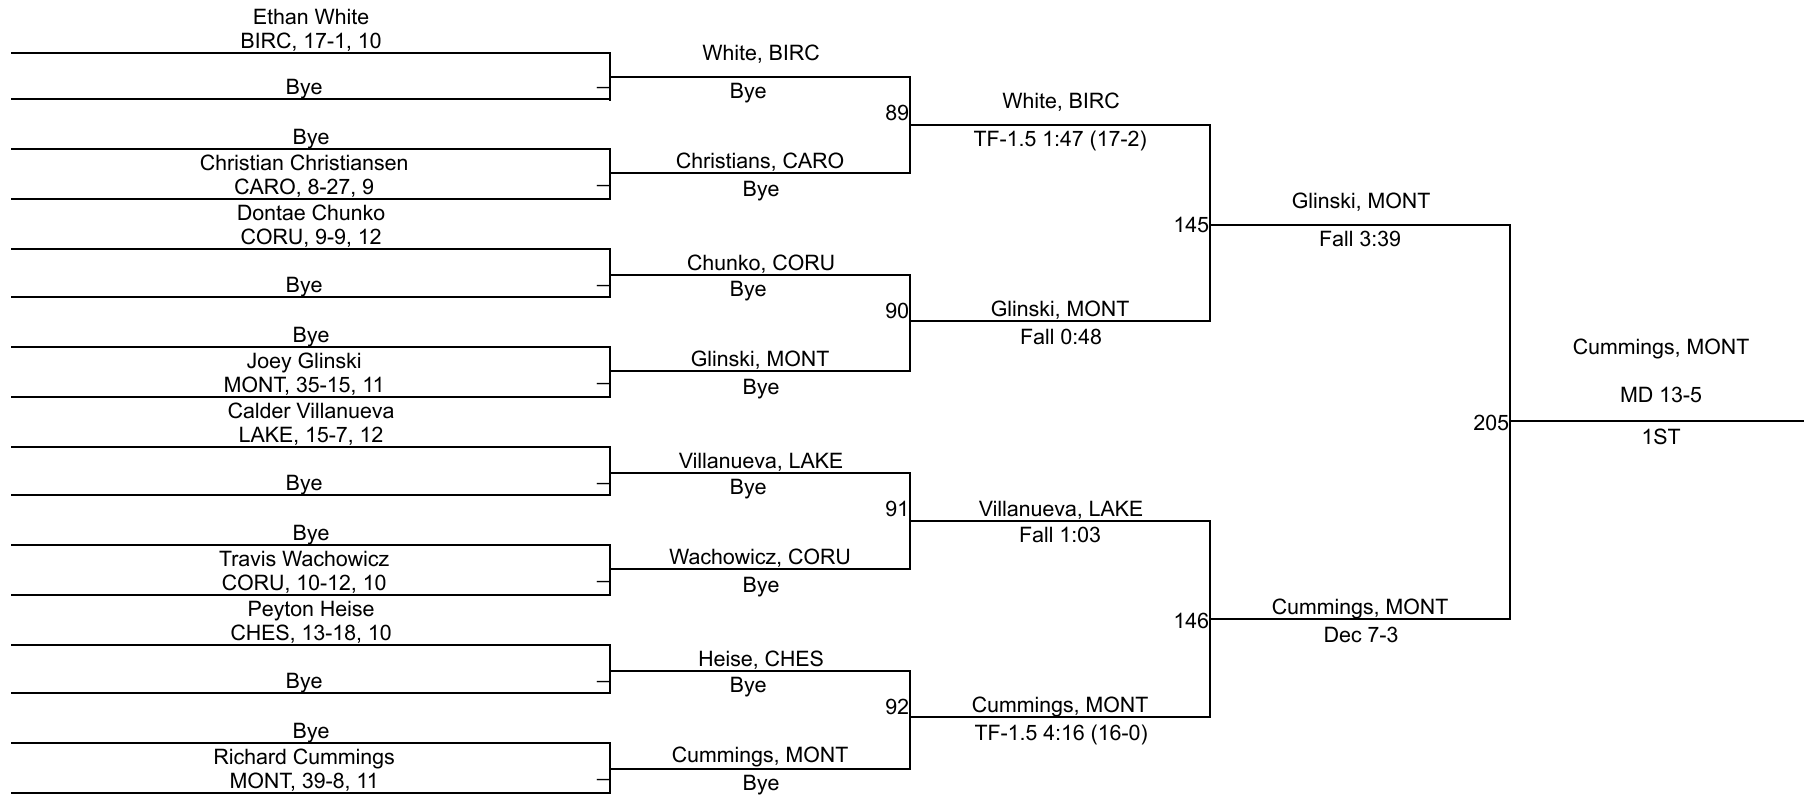 Ethan White
BIRC, 17-1, 10
Bye
Bye
Christian Christiansen
CARO, 8-27, 9
Dontae Chunko
CORU, 9-9, 12
Bye
Bye
Joey Glinski
MONT, 35-15, 11
Calder Villanueva
LAKE, 15-7, 12
Bye
Bye
Travis Wachowicz
CORU, 10-12, 10
Peyton Heise
CHES, 13-18, 10
Bye
Bye
Richard Cummings
MONT, 39-8, 11
White, BIRC
Bye
89
Christians, CARO
Bye
Chunko, CORU
Bye
90
Glinski, MONT
Bye
Villanueva, LAKE
Bye
91
Wachowicz, CORU
Bye
Heise, CHES
Bye
92
Cummings, MONT
Bye
White, BIRC
TF-1.5 1:47 (17-2)
145
Glinski, MONT
Fall 0:48
Villanueva, LAKE
Fall 1:03
146
Cummings, MONT
TF-1.5 4:16 (16-0)
Glinski, MONT
Fall 3:39
205
Cummings, MONT
Dec 7-3
Cummings, MONT
MD 13-5
1ST